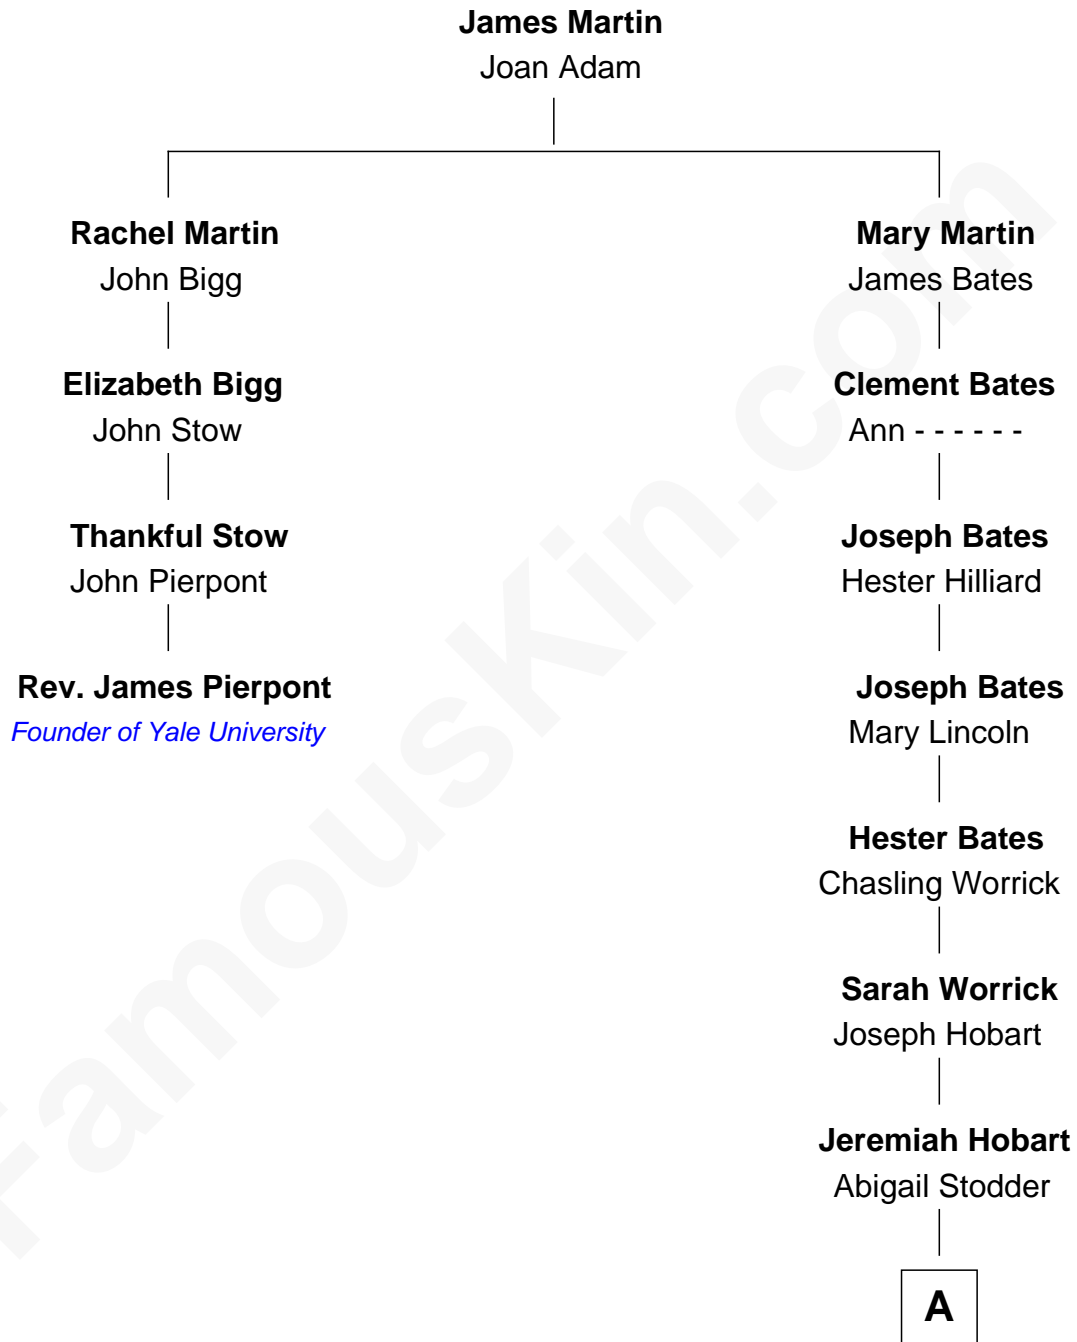 James Martin
Joan Adam
Rachel Martin
John Bigg
Elizabeth Bigg
John Stow
Thankful Stow
John Pierpont
Rev. James Pierpont
Founder of Yale University
Mary Martin
James Bates
Clement Bates
Ann - - - - - -
Joseph Bates
Hester Hilliard
Joseph Bates
Mary Lincoln
Hester Bates
Chasling Worrick
Sarah Worrick
Joseph Hobart
Jeremiah Hobart
Abigail Stodder
A
FamousKin.com